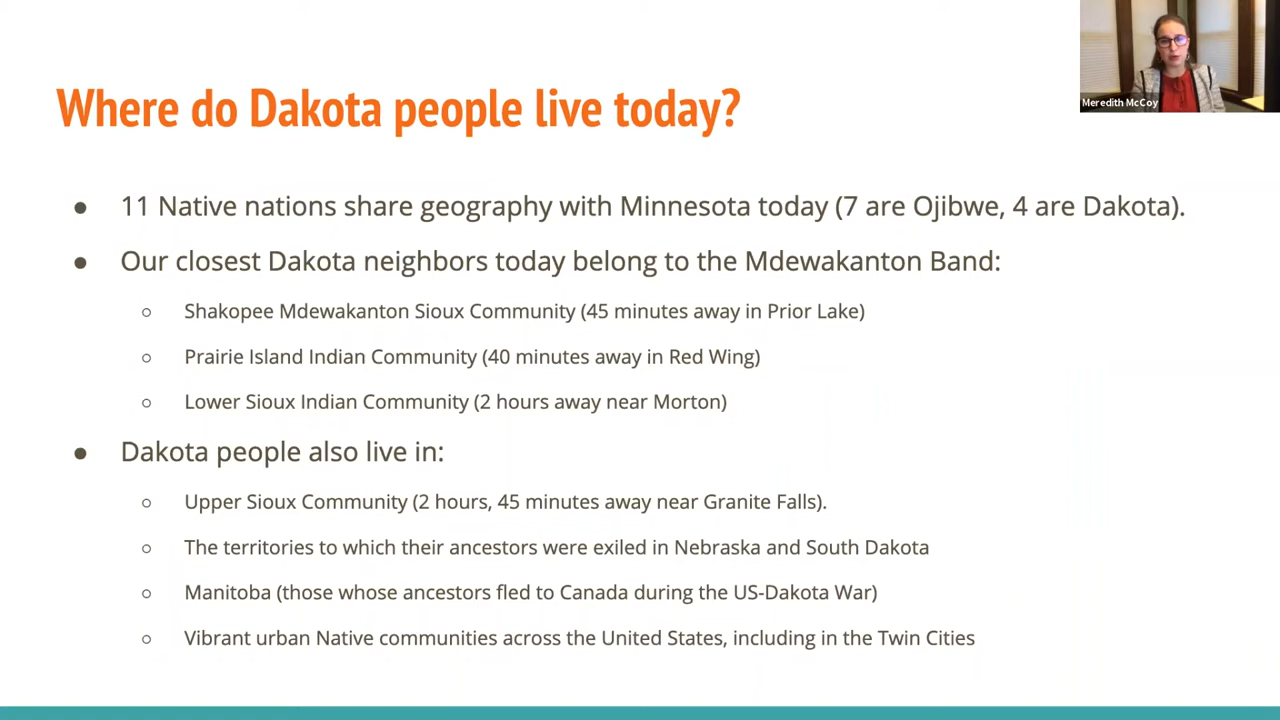 Where do Dakota people live today?
Meredith McCoy
● 11 Native nations share geography with Minnesota today (7 are Ojibwe, 4 are Dakota).
● Our closest Dakota neighbors today belong to the Mdewakanton Band:
○ Shakopee Mdewakanton Sioux Community (45 minutes away in Prior Lake)
○ Prairie Island Indian Community (40 minutes away in Red Wing)
○ Lower Sioux Indian Community (2 hours away near Morton)
● Dakota people also live in:
○ Upper Sioux Community (2 hours, 45 minutes away near Granite Falls).
○ The territories to which their ancestors were exiled in Nebraska and South Dakota
○ Manitoba (those whose ancestors fled to Canada during the US-Dakota War)
○ Vibrant urban Native communities across the United States, including in the Twin Cities